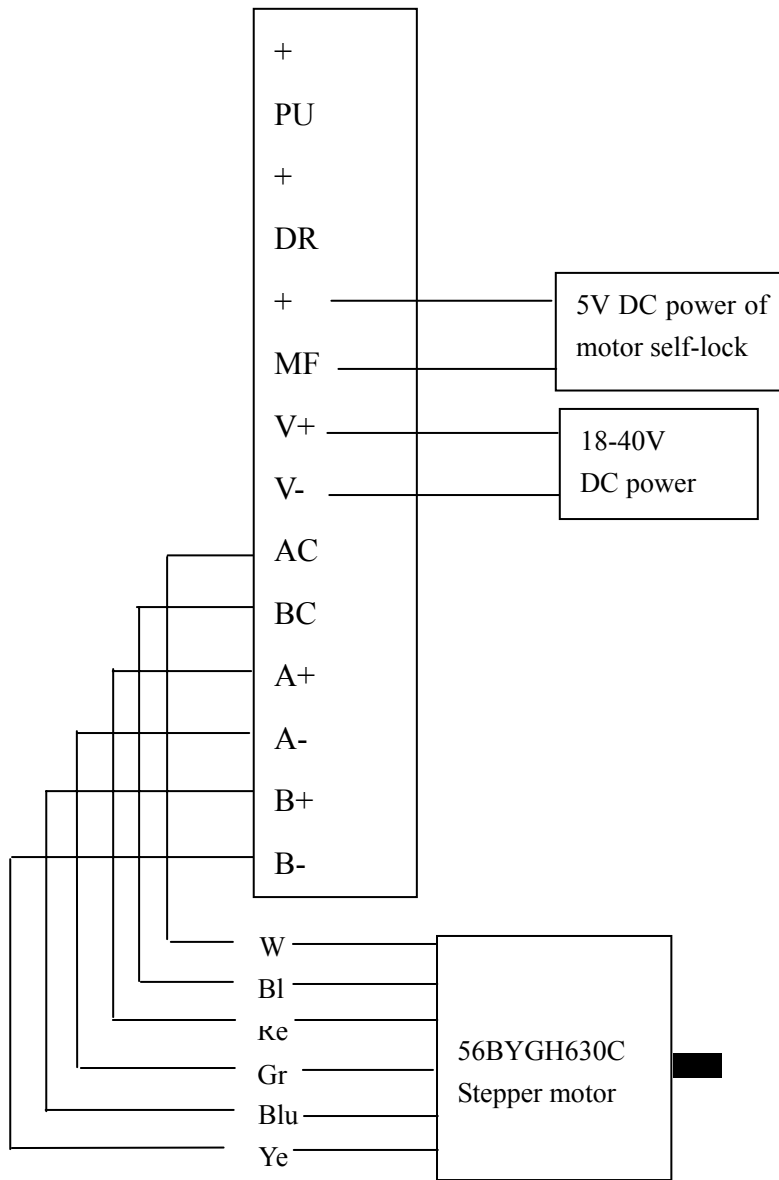 +
PU
+
DR
+
MF
V+
V-
AC
BC
A+
A-
B+
B-
5V DC power of
motor self-lock
18-40V
DC power
W
Bl
Re
Gr
Blu
Ye
56BYGH630C
Stepper motor